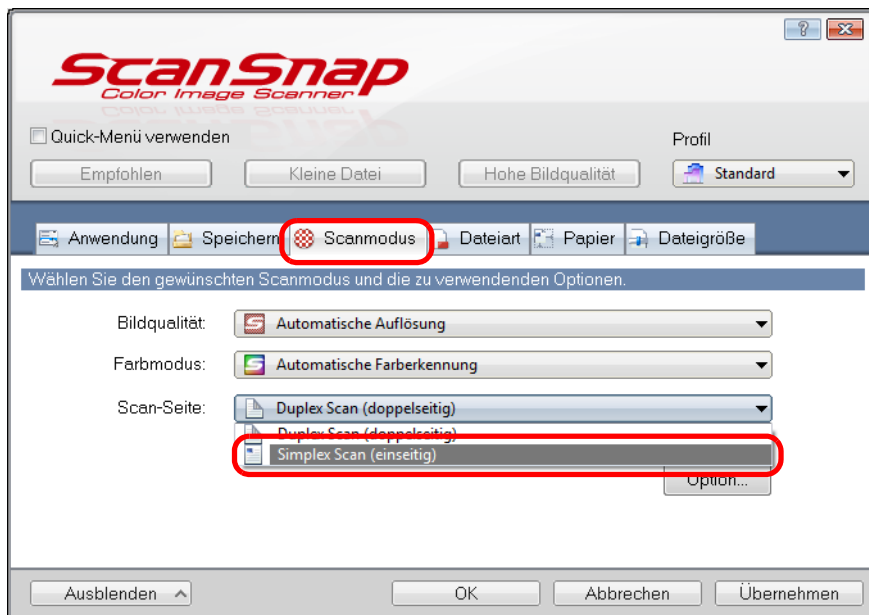 ScanSnap
Color Image Scanner
Quick-Menü verwenden
Profil
Empfohlen Kleine Datei Hohe Bildqualität Standard
Anwendung Speichern Scanmodus Dateiart Papier Dateigröße
Wählen Sie den gewünschten Scanmodus und die zu verwendenden Optionen.
Bildqualität: Automatische Auflösung
Farbmodus: Automatische Farberkennung
Scan-Seite: Duplex Scan (doppelseitig)
Duplex Scan (doppelseitig)
Simplex Scan (einseitig)
Option...
Ausblenden OK Abbrechen Übernehmen